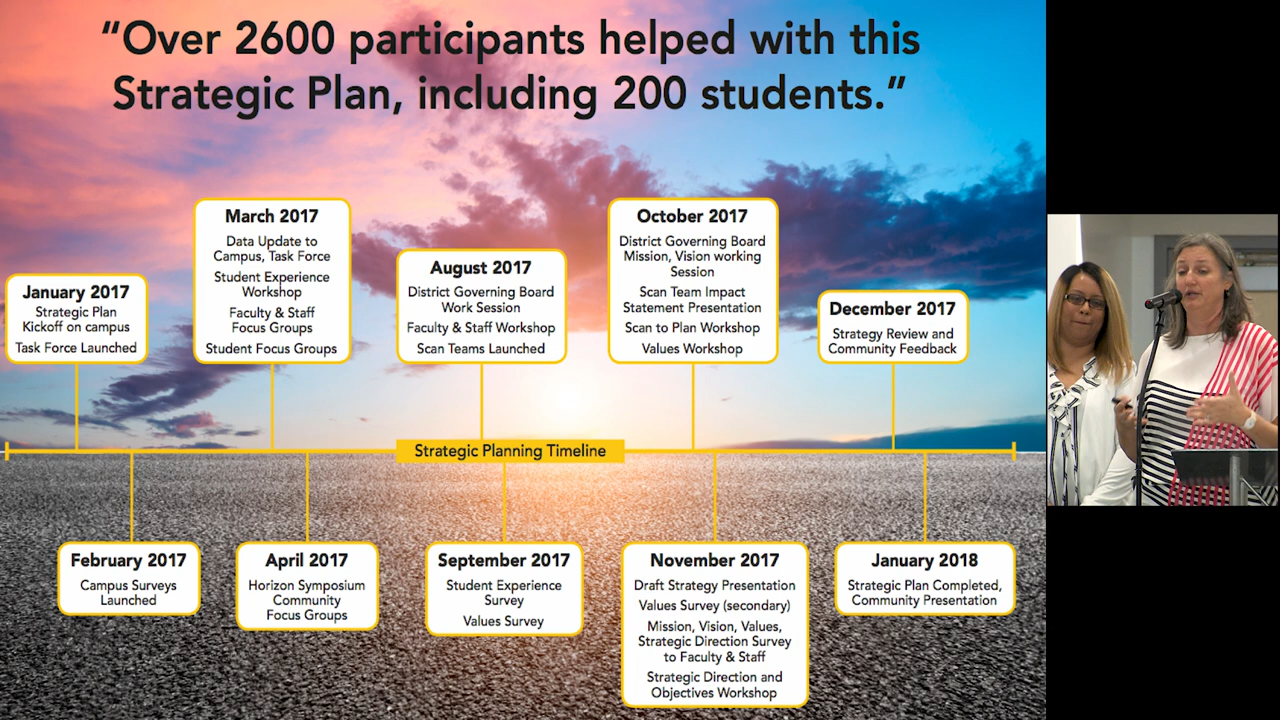 “Over 2600 participants helped with this
Strategic Plan, including 200 students.“
January 2017
Strategic Plan
Kickoff on campus
Task Force Launched
March 2017
Data Update to
Campus, Task Force
Student Experience
Workshop
Faculty & Staff
Focus Groups
Student Focus Groups
August 2017
District Governing Board
Work Session
Faculty & Staff Workshop
Scan Teams Launched
October 2017
District Governing Board
Mission, Vision working
Session
Scan Team Impact
Statement Presentation
Scan to Plan Workshop
Values Workshop
December 2017
Strategy Review and
Community Feedback
Strategic Planning Timeline
February 2017
Campus Surveys
Launched
April 2017
Horizon Symposium
Community
Focus Groups
September 2017
Student Experience
Survey
Values Survey
November 2017
Draft Strategy Presentation
Values Survey (secondary)
Mission, Vision, Values,
Strategic Direction Survey
to Faculty & Staff
Strategic Direction and
Objectives Workshop
January 2018
Strategic Plan Completed,
Community Presentation